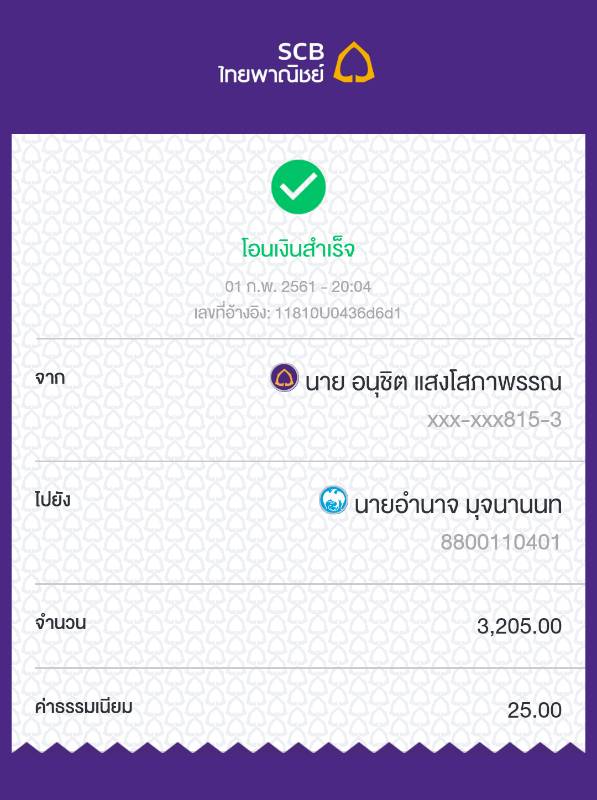 SCB
ไทยพาณิชย์
โอนเงินสำเร็จ
01 ก.พ. 2561 - 20:04
เลขที่อ้างอิง: 11810U0436d6d1
จาก
นาย อนุชิต แสงโสภาพรรณ
xxx-xxx815-3
ไปยัง
นายอำนาจ มุจนานนท
8800110401
จำนวน
3,205.00
ค่าธรรมเนียม
25.00